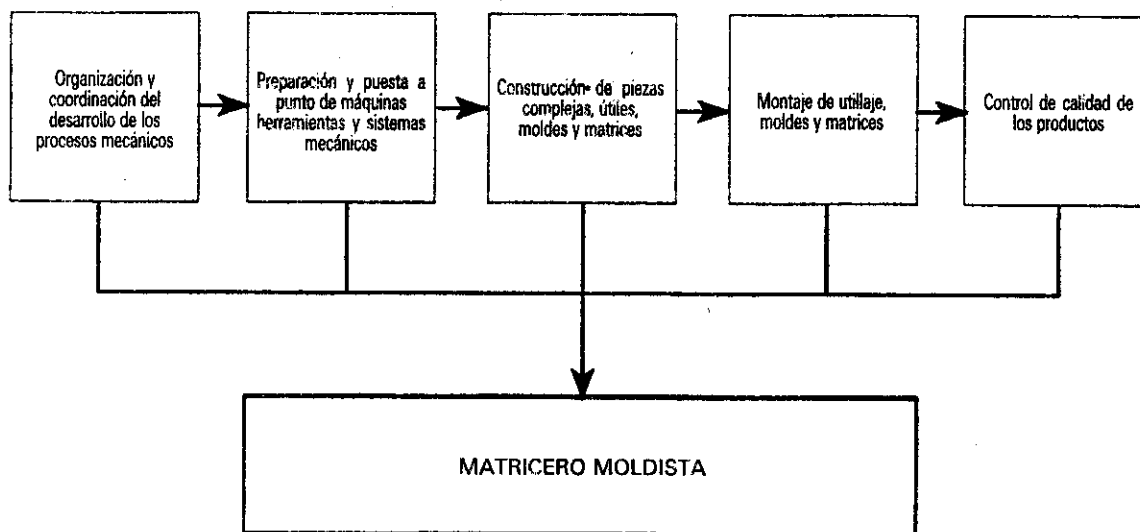 Organización y
coordinación del
desarrollo de los
procesos mecánicos
Preparación y puesta a
punto de máquinas
herramientas y sistemas
mecánicos
Construcción de piezas
complejas, útiles,
moldes y matrices
Montaje de utillaje,
moldes y matrices
Control de calidad de
los productos
MATRICERO MOLDISTA